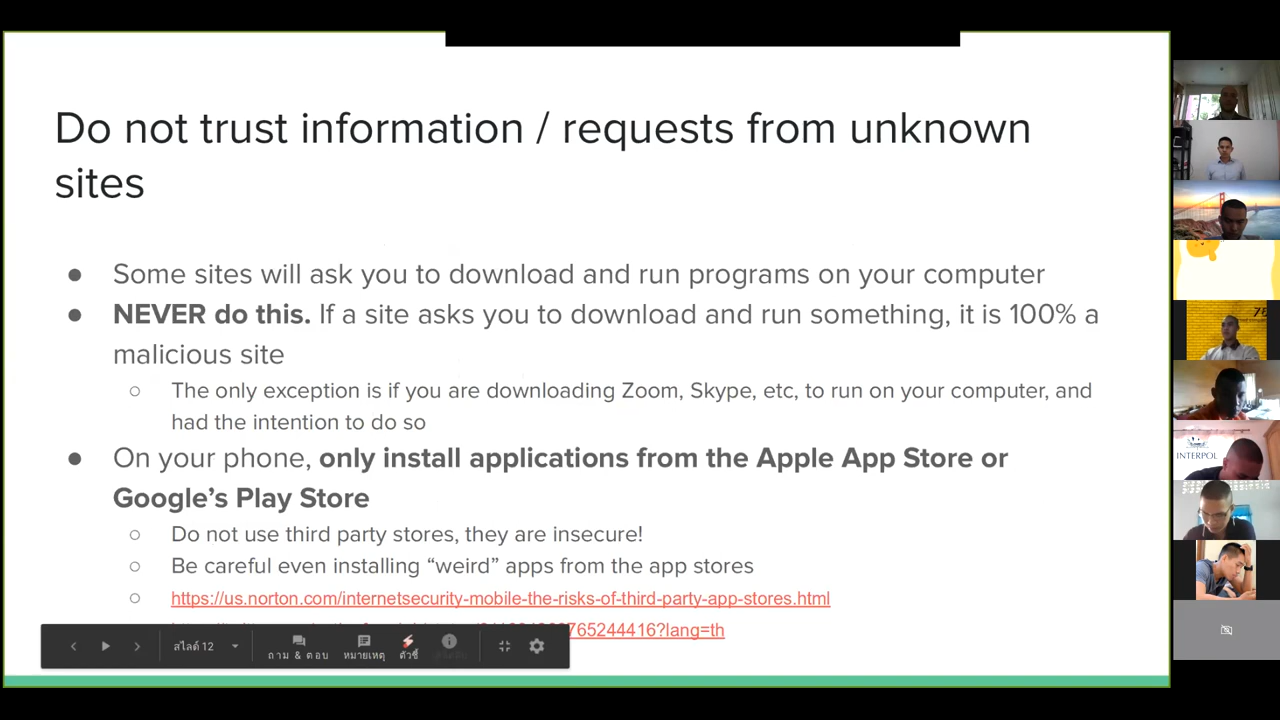 Do not trust information / requests from unknown
sites
● Some sites will ask you to download and run programs on your computer
● NEVER do this. If a site asks you to download and run something, it is 100% a
malicious site
○ The only exception is if you are downloading Zoom, Skype, etc, to run on your computer, and
had the intention to do so
● On your phone, only install applications from the Apple App Store or
Google’s Play Store
○ Do not use third party stores, they are insecure!
○ Be careful even installing “weird” apps from the app stores
○ https://us.norton.com/internetsecurity-mobile-the-risks-of-third-party-app-stores.html
765244416?lang=th
สไลด์ 12
ถาม & ตอบ
หมายเหตุ
ตัวชี้
INTERPOL